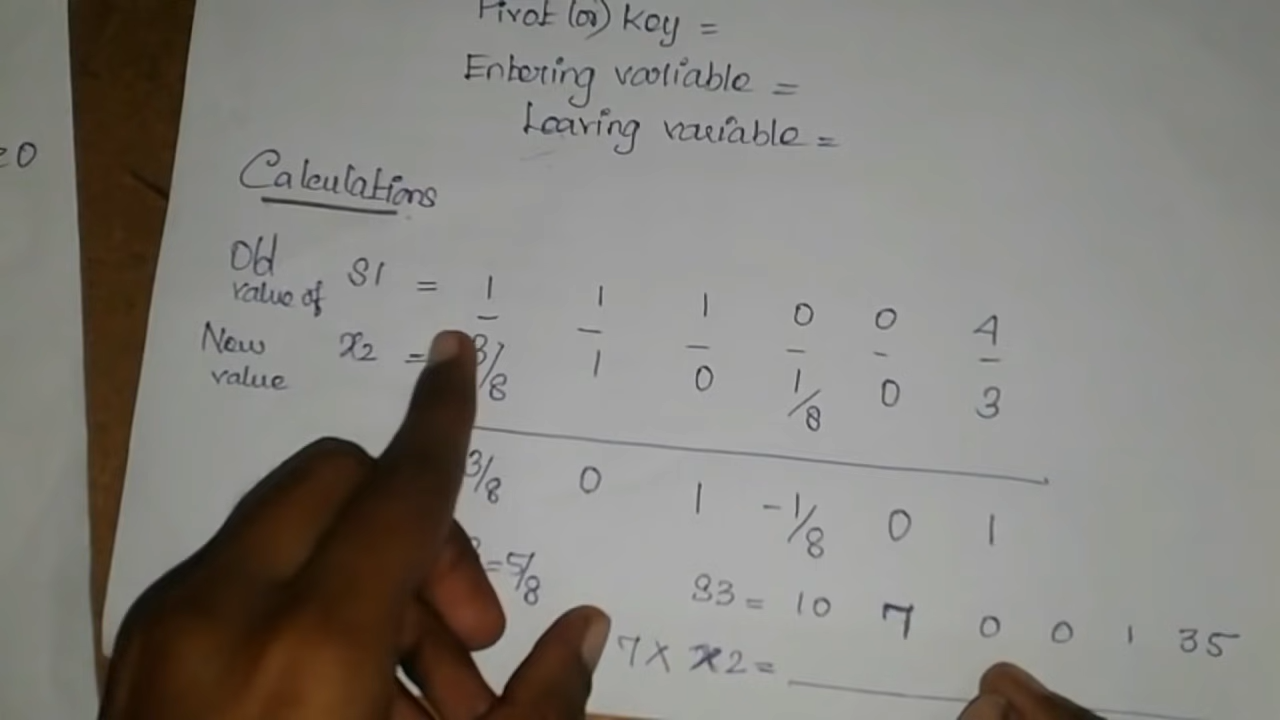 Pivot (or) Key =
Entering variable =
Leaving variable =
≥0
Calculations
Old value of S1 = 1 1 1 0 0 4
New value x2 = 3/8 1 0 1/8 0 3
3/8 0 1 -1/8 0 1
=5/8
S3 = 10 7 0 0 1 35
7 x x2 =